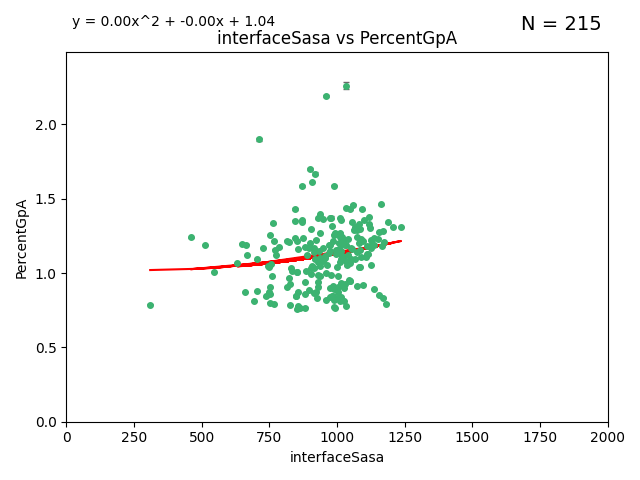 y = 0.00x^2 + -0.00x + 1.04
N = 215
interfaceSasa vs PercentGpA
PercentGpA
2.0
1.5
1.0
0.5
0.0
0 250 500 750 1000 1250 1500 1750 2000
interfaceSasa